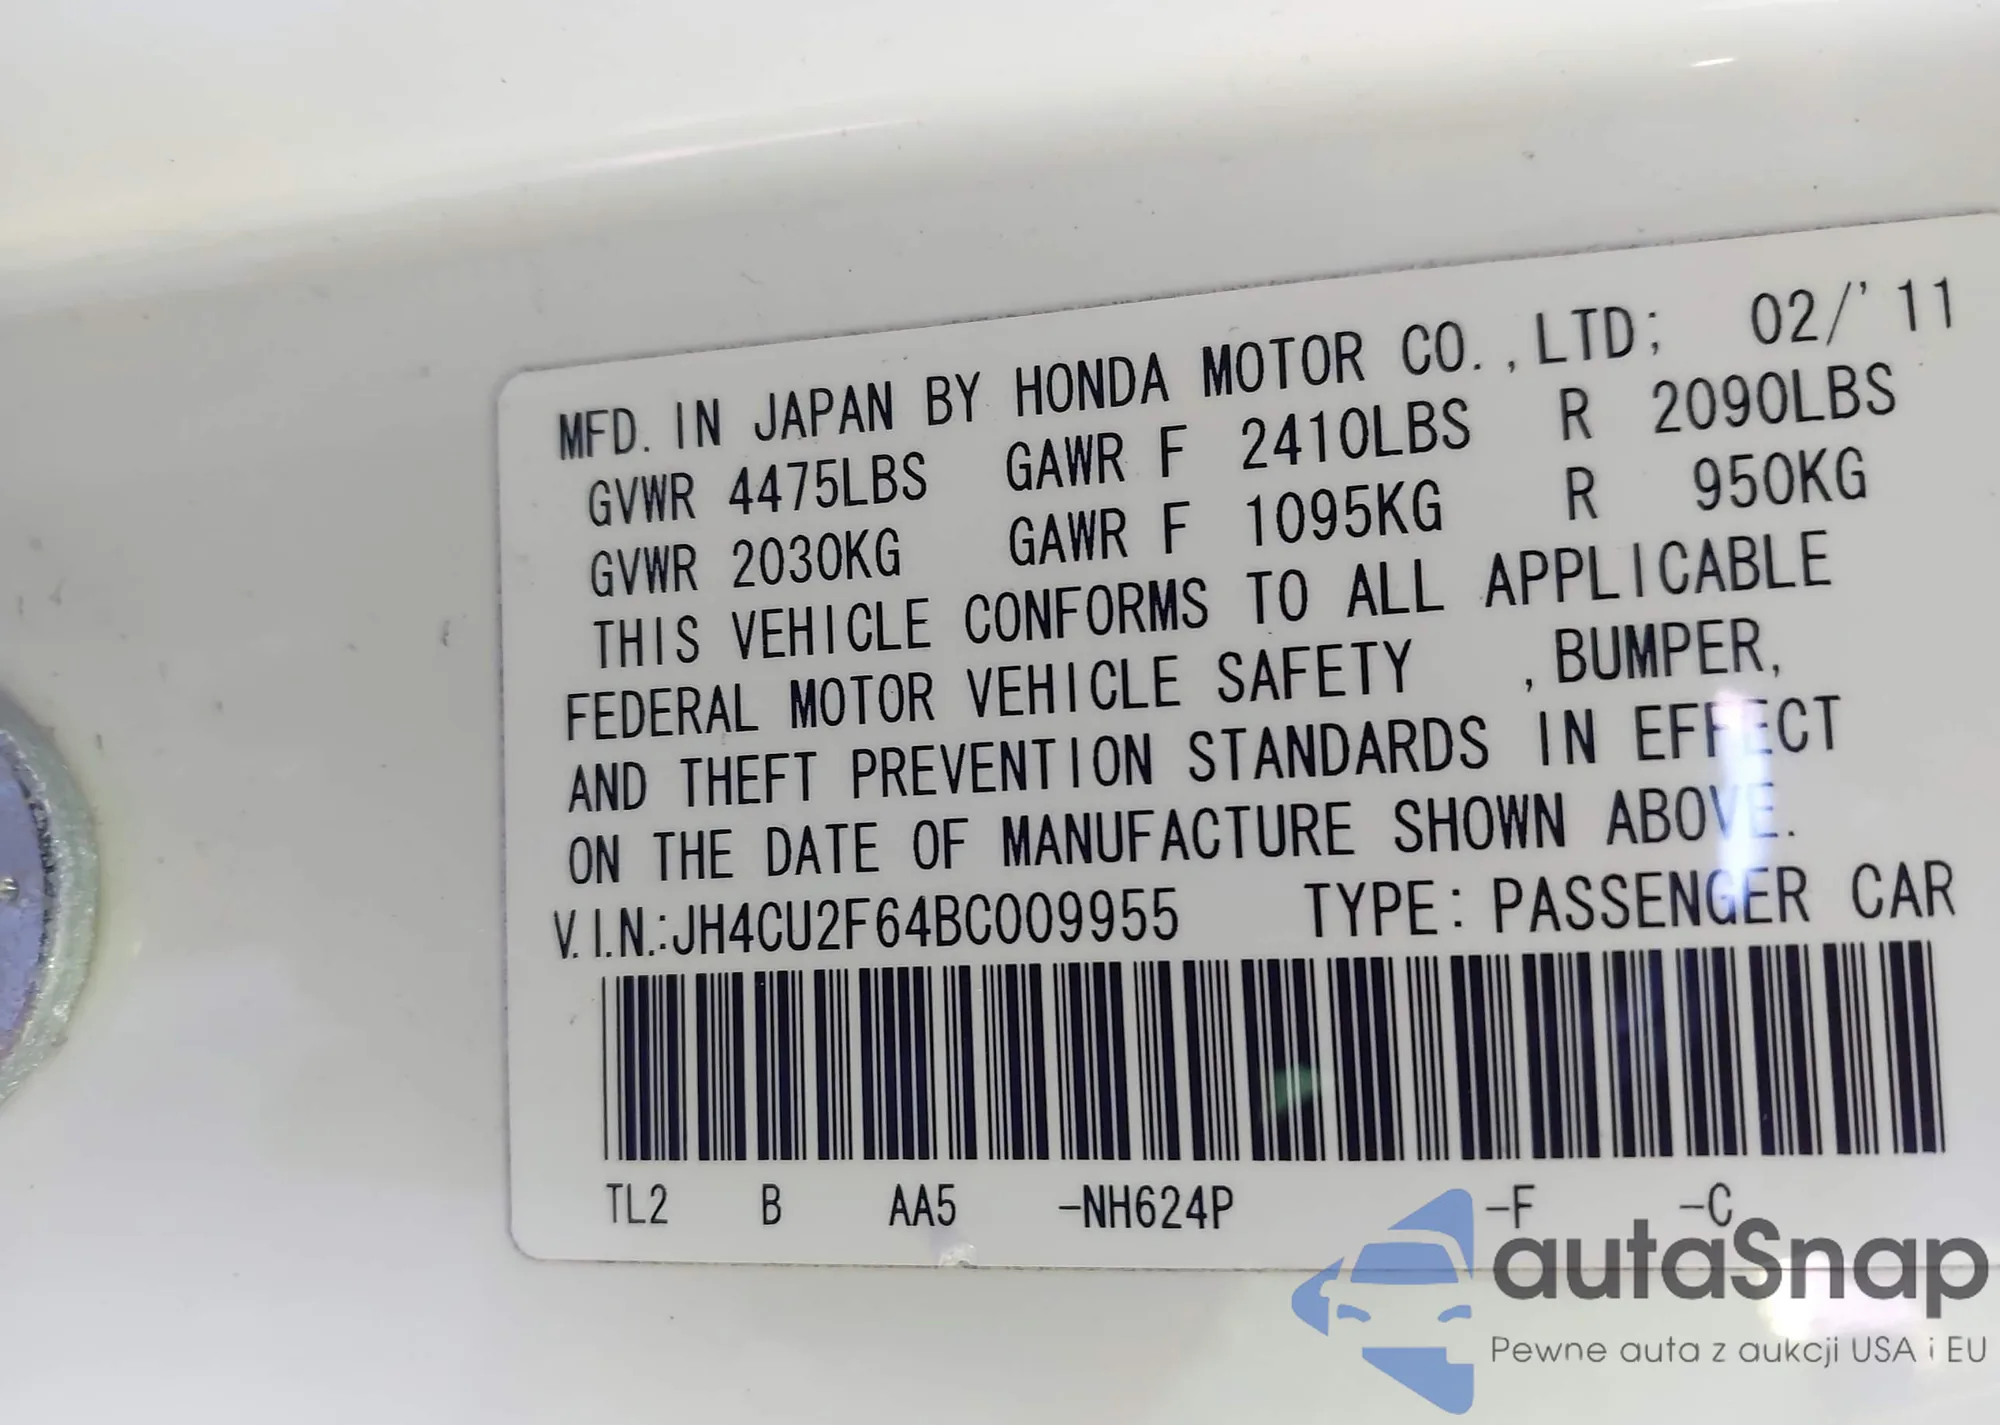 MFD. IN JAPAN BY HONDA MOTOR CO.,LTD; 02/'11
GVWR 4475LBS GAWR F 2410LBS R 2090LBS
GVWR 2030KG GAWR F 1095KG R 950KG
THIS VEHICLE CONFORMS TO ALL APPLICABLE
FEDERAL MOTOR VEHICLE SAFETY , BUMPER,
AND THEFT PREVENTION STANDARDS IN EFFECT
ON THE DATE OF MANUFACTURE SHOWN ABOVE.
V.I.N.:JH4CU2F64BC009955 TYPE: PASSENGER CAR
TL2 B AA5 -NH624P -F -C
autaSnap
Pewne auta z aukcji USA i EU